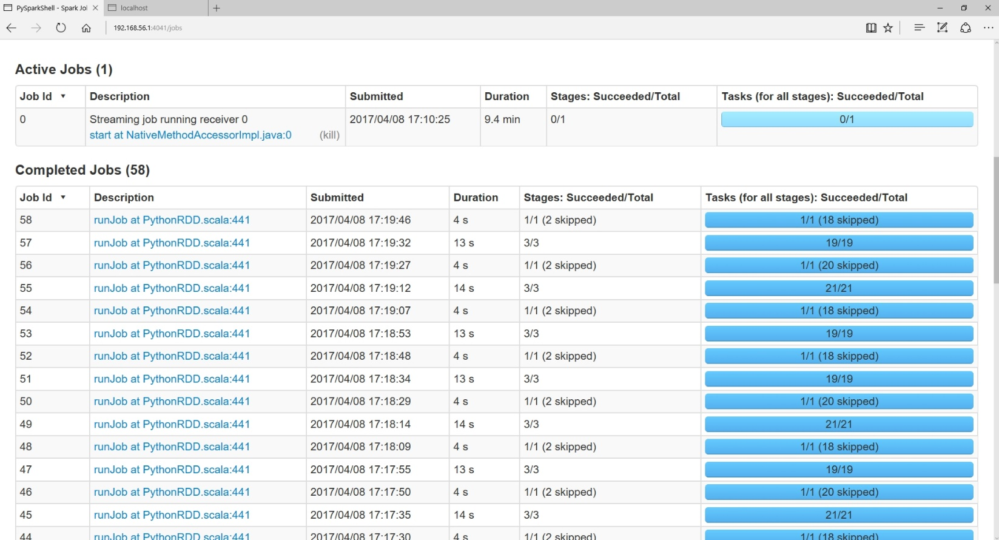 PySparkShell - Spark Jol
localhost
192.168.56.1:4041/jobs
Active Jobs (1)
Job Id Description Submitted Duration Stages: Succeeded/Total Tasks (for all stages): Succeeded/Total
0 Streaming job running receiver 0 2017/04/08 17:10:25 9.4 min 0/1 0/1
start at NativeMethodAccessorImpl.java:0 (kill)
Completed Jobs (58)
Job Id Description Submitted Duration Stages: Succeeded/Total Tasks (for all stages): Succeeded/Total
58 runJob at PythonRDD.scala:441 2017/04/08 17:19:46 4 s 1/1 (2 skipped) 1/1 (18 skipped)
57 runJob at PythonRDD.scala:441 2017/04/08 17:19:32 13 s 3/3 19/19
56 runJob at PythonRDD.scala:441 2017/04/08 17:19:27 4 s 1/1 (2 skipped) 1/1 (20 skipped)
55 runJob at PythonRDD.scala:441 2017/04/08 17:19:12 14 s 3/3 21/21
54 runJob at PythonRDD.scala:441 2017/04/08 17:19:07 4 s 1/1 (2 skipped) 1/1 (18 skipped)
53 runJob at PythonRDD.scala:441 2017/04/08 17:18:53 13 s 3/3 19/19
52 runJob at PythonRDD.scala:441 2017/04/08 17:18:48 4 s 1/1 (2 skipped) 1/1 (18 skipped)
51 runJob at PythonRDD.scala:441 2017/04/08 17:18:34 13 s 3/3 19/19
50 runJob at PythonRDD.scala:441 2017/04/08 17:18:29 4 s 1/1 (2 skipped) 1/1 (20 skipped)
49 runJob at PythonRDD.scala:441 2017/04/08 17:18:14 14 s 3/3 21/21
48 runJob at PythonRDD.scala:441 2017/04/08 17:18:09 4 s 1/1 (2 skipped) 1/1 (18 skipped)
47 runJob at PythonRDD.scala:441 2017/04/08 17:17:55 13 s 3/3 19/19
46 runJob at PythonRDD.scala:441 2017/04/08 17:17:50 4 s 1/1 (2 skipped) 1/1 (20 skipped)
45 runJob at PythonRDD.scala:441 2017/04/08 17:17:35 14 s 3/3 21/21
44 runJob at PythonRDD.scala:441 2017/04/08 17:17:30 4 s 1/1 (2 skipped) 1/1 (18 skipped)